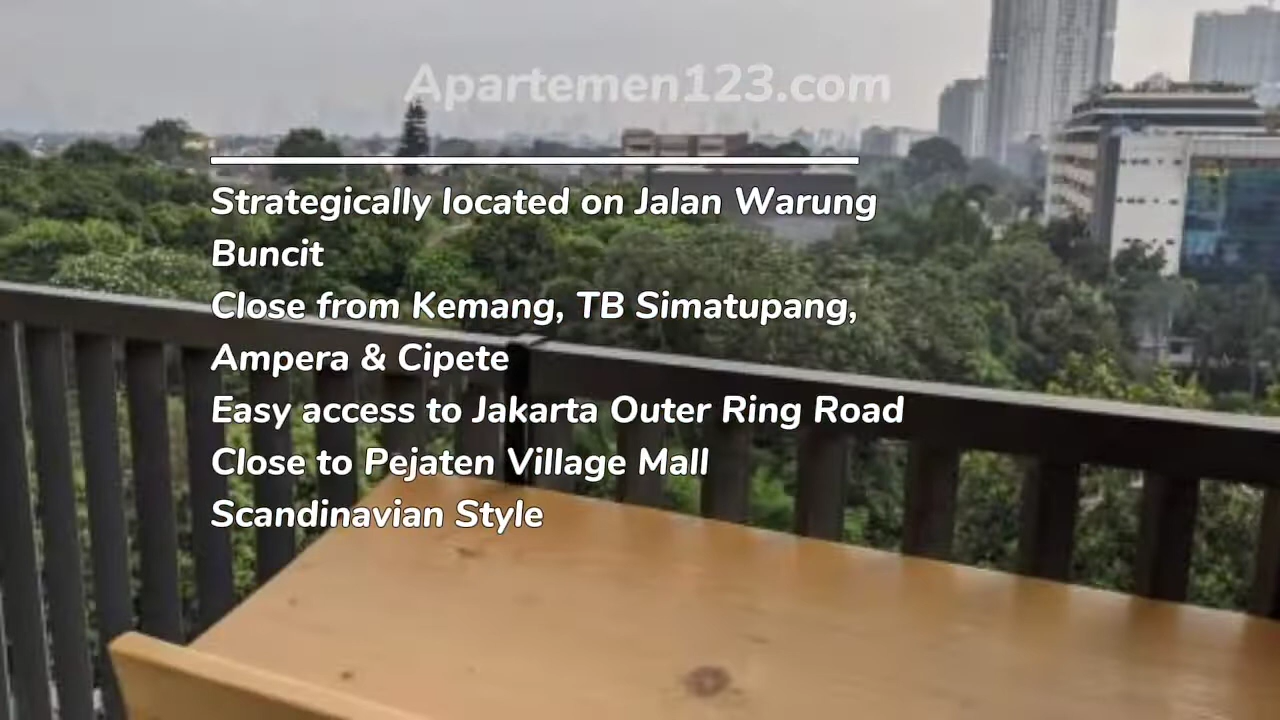 Apartemen123.com
Strategically located on Jalan Warung
Buncit
Close from Kemang, TB Simatupang,
Ampera & Cipete
Easy access to Jakarta Outer Ring Road
Close to Pejaten Village Mall
Scandinavian Style